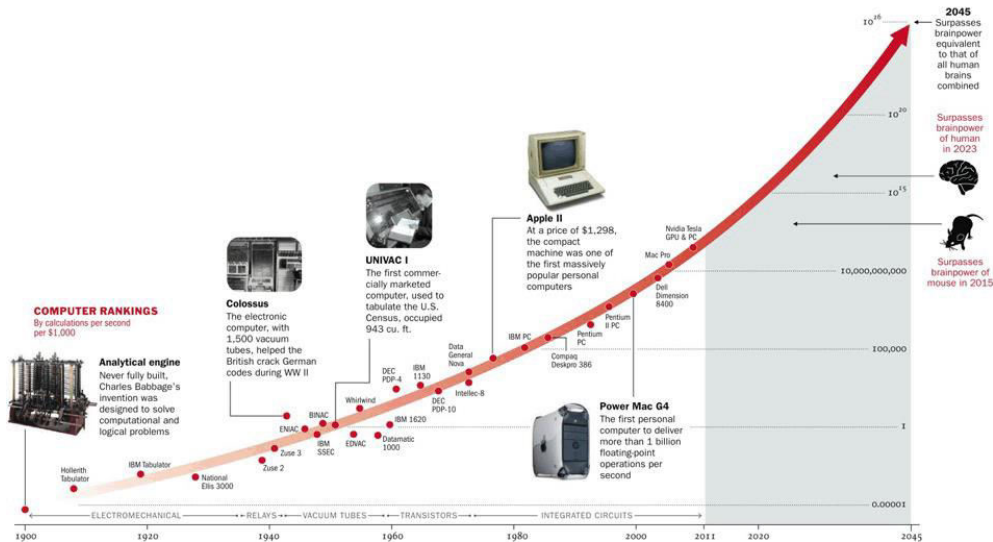 2045
Surpasses
brainpower
equivalent
to that of
all human
brains
combined
10²⁶
10²⁰
Surpasses
brainpower
of human
in 2023
10¹⁵
Surpasses
brainpower of
mouse in 2015
10,000,000,000
100,000
1
0.00001
COMPUTER RANKINGS
By calculations per second
per $1,000
Analytical engine
Never fully built,
Charles Babbage's
invention was
designed to solve
computational and
logical problems
Colossus
The electronic
computer, with
1,500 vacuum
tubes, helped the
British crack German
codes during WW II
UNIVAC I
The first commer-
cially marketed
computer, used to
tabulate the U.S.
Census, occupied
943 cu. ft.
Apple II
At a price of $1,298,
the compact
machine was one of
the first massively
popular personal
computers
Power Mac G4
The first personal
computer to deliver
more than 1 billion
floating-point
operations per
second
Hollerith
Tabulator
IBM Tabulator
National
Ellis 3000
Zuse 2
Zuse 3
ENIAC
BINAC
IBM
SSEC
Whirlwind
EDVAC
Datamatic
1000
IBM 1620
DEC
PDP-4
IBM
1130
DEC
PDP-10
Data
General
Nova
Intellec-8
IBM PC
Compaq
Deskpro 386
Pentium
PC
Pentium
II PC
Mac Pro
Dell
Dimension
8400
Nvidia Tesla
GPU & PC
ELECTROMECHANICAL
RELAYS
VACUUM TUBES
TRANSISTORS
INTEGRATED CIRCUITS
1900
1920
1940
1960
1980
2000
2011
2020
2045